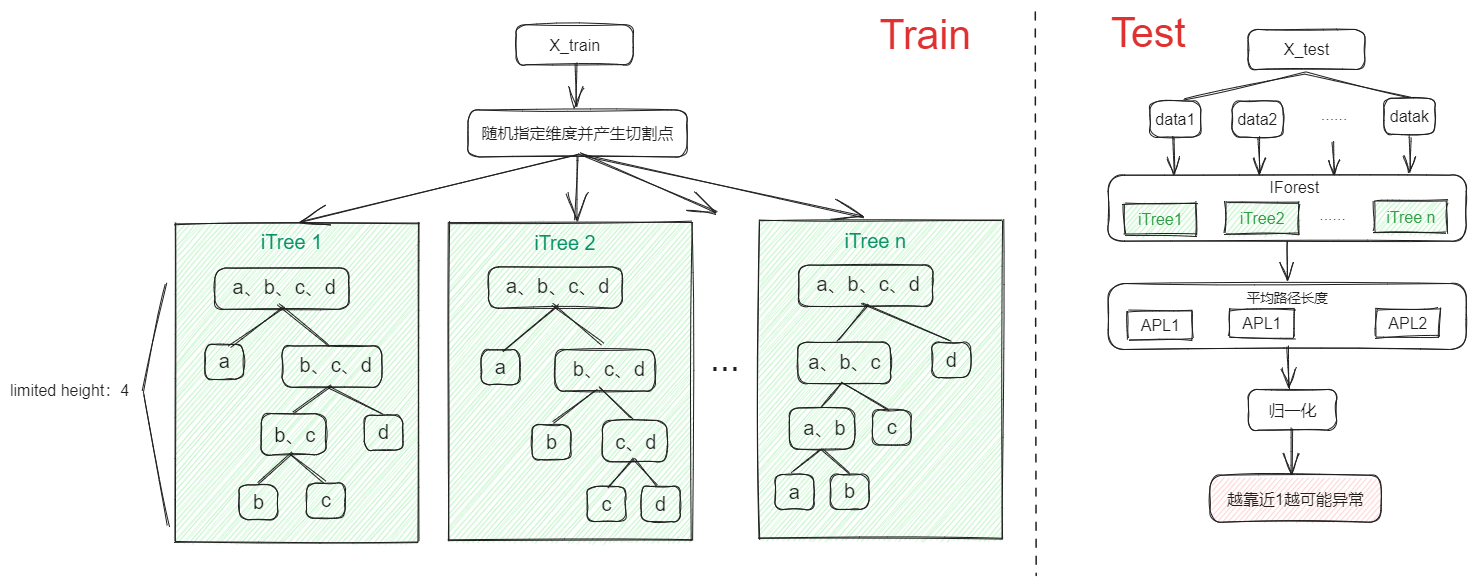 Train
X_train
随机指定维度并产生切割点
iTree 1
a、b、c、d
a
b、c、d
b、c
d
b
c
iTree 2
a、b、c、d
a
b、c、d
b
c、d
c
d
...
iTree n
a、b、c、d
a、b、c
d
a、b
c
a
b
limited height：4
Test
X_test
data1
data2
......
datak
IForest
iTree1
iTree2
......
iTree n
平均路径长度
APL1
APL1
APL2
归一化
越靠近1越可能异常